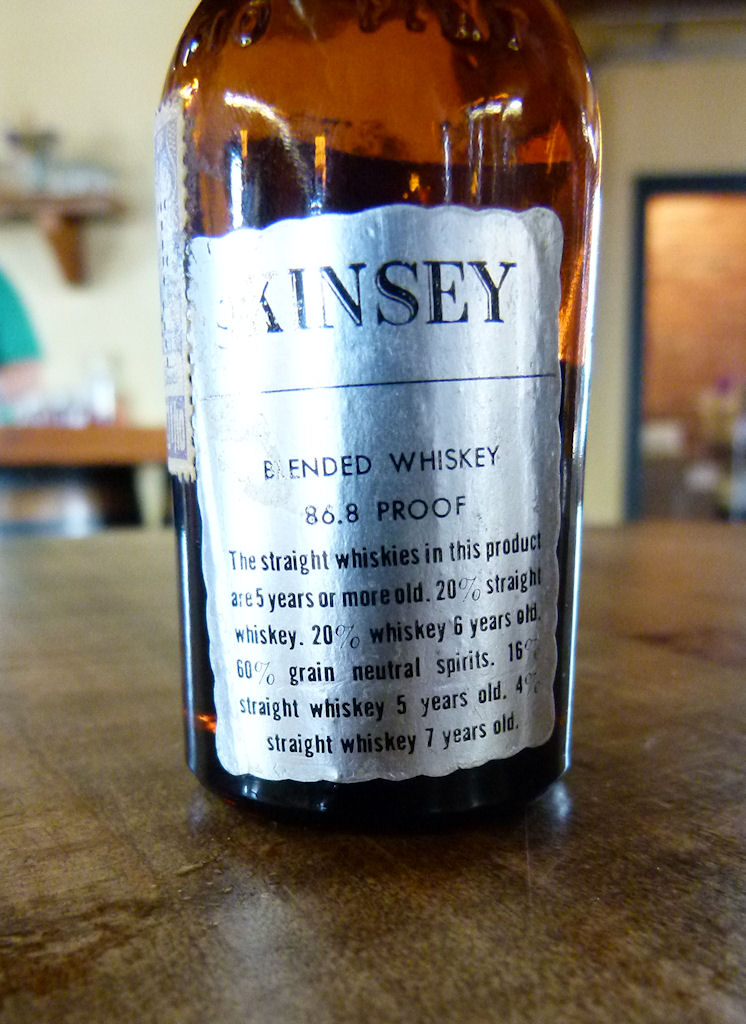 KINSEY
BLENDED WHISKEY
86.8 PROOF
The straight whiskies in this product
are 5 years or more old. 20% straight
whiskey. 20% whiskey 6 years old.
60% grain neutral spirits. 16%
straight whiskey 5 years old. 4%
straight whiskey 7 years old.